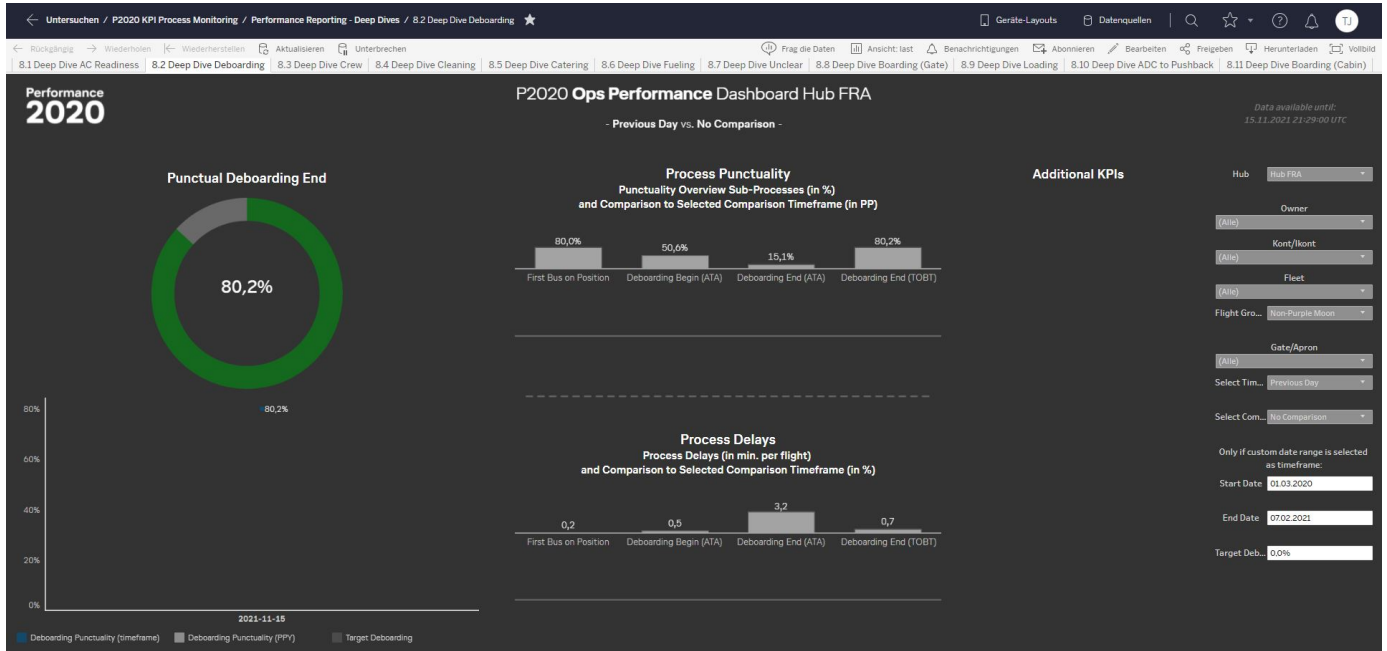 Untersuchen / P2020 KPI Process Monitoring / Performance Reporting - Deep Dives / 8.2 Deep Dive Deboarding
Geräte-Layouts
Datenquellen
TJ
Rückgängig
Wiederholen
Wiederherstellen
Aktualisieren
Unterbrechen
Frag die Daten
Ansicht: last
Benachrichtigungen
Abonnieren
Bearbeiten
Freigeben
Herunterladen
Vollbild
8.1 Deep Dive AC Readiness
8.2 Deep Dive Deboarding
8.3 Deep Dive Crew
8.4 Deep Dive Cleaning
8.5 Deep Dive Catering
8.6 Deep Dive Fueling
8.7 Deep Dive Unclear
8.8 Deep Dive Boarding (Gate)
8.9 Deep Dive Loading
8.10 Deep Dive ADC to Pushback
8.11 Deep Dive Boarding (Cabin)
Performance
2020
P2020 Ops Performance Dashboard Hub FRA
- Previous Day vs. No Comparison -
Data available until:
15.11.2021 21:29:00 UTC
Punctual Deboarding End
80,2%
80,2%
80%
60%
40%
20%
0%
2021-11-15
Deboarding Punctuality (timeframe)
Deboarding Punctuality (PPY)
Target Deboarding
Process Punctuality
Punctuality Overview Sub-Processes (in %)
and Comparison to Selected Comparison Timeframe (in PP)
80,0%
50,6%
15,1%
80,2%
First Bus on Position
Deboarding Begin (ATA)
Deboarding End (ATA)
Deboarding End (TOBT)
Process Delays
Process Delays (in min. per flight)
and Comparison to Selected Comparison Timeframe (in %)
0,2
0,5
3,2
0,7
First Bus on Position
Deboarding Begin (ATA)
Deboarding End (ATA)
Deboarding End (TOBT)
Additional KPIs
Hub
Hub FRA
Owner
(Alle)
Kont/Ikont
(Alle)
Fleet
(Alle)
Flight Gro...
Non-Purple Moon
Gate/Apron
(Alle)
Select Tim...
Previous Day
Select Com...
No Comparison
Only if custom date range is selected
as timeframe:
Start Date
01.03.2020
End Date
07.02.2021
Target Deb...
0,0%